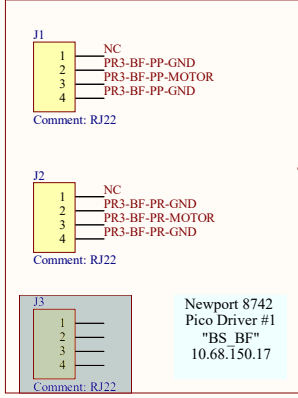 J1
1 NC
2 PR3-BF-PP-GND
3 PR3-BF-PP-MOTOR
4 PR3-BF-PP-GND
Comment: RJ22
J2
1 NC
2 PR3-BF-PR-GND
3 PR3-BF-PR-MOTOR
4 PR3-BF-PR-GND
Comment: RJ22
J3
1
2
3
4
Comment: RJ22
Newport 8742
Pico Driver #1
"BS_BF"
10.68.150.17